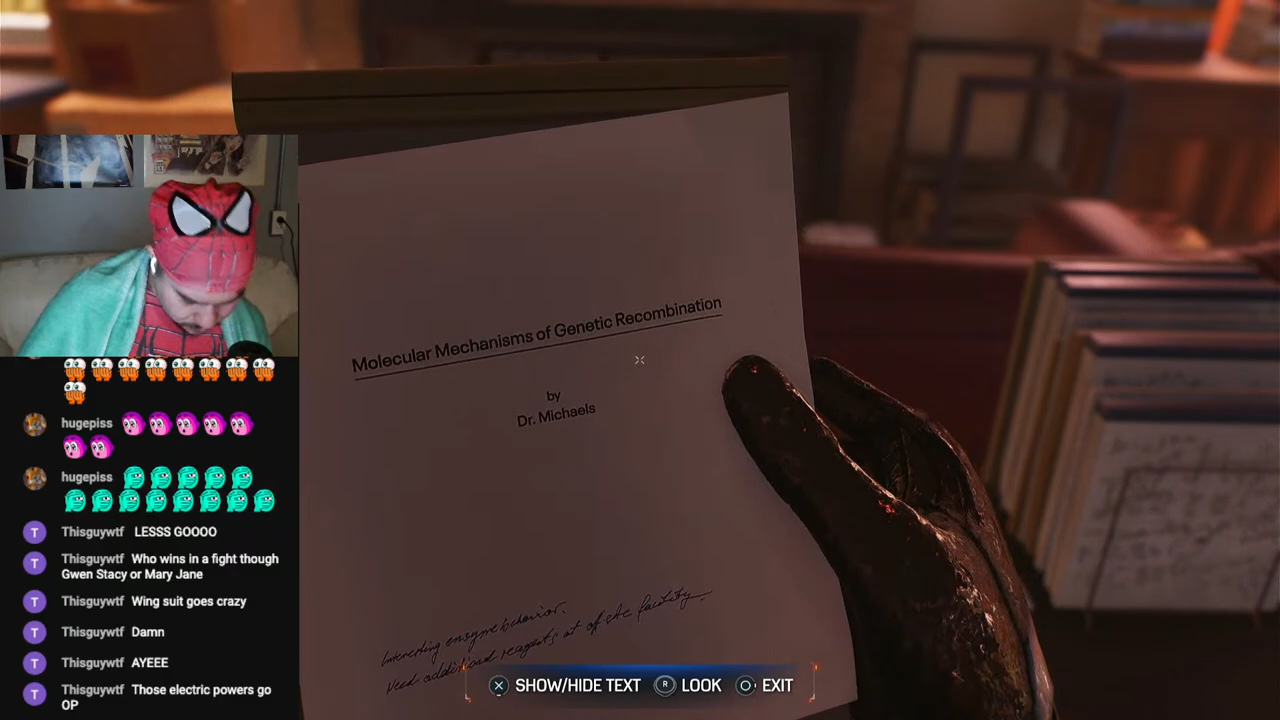 Molecular Mechanisms of Genetic Recombination
by
Dr. Michaels
Interesting enzyme behavior.
Need additional reagents at off-site facility
SHOW/HIDE TEXT R LOOK EXIT
hugepiss
hugepiss
T Thisguywtf LESSS GOOOO
T Thisguywtf Who wins in a fight though
Gwen Stacy or Mary Jane
T Thisguywtf Wing suit goes crazy
T Thisguywtf Damn
T Thisguywtf AYEEE
T Thisguywtf Those electric powers go
OP